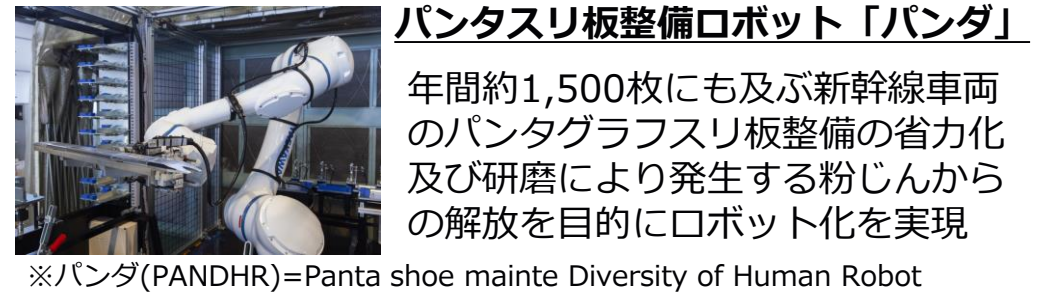 パンタスリ板整備ロボット「パンダ」
年間約1,500枚にも及ぶ新幹線車両
のパンタグラフスリ板整備の省力化
及び研磨により発生する粉じんから
の解放を目的にロボット化を実現
※パンダ(PANDHR)=Panta shoe mainte Diversity of Human Robot